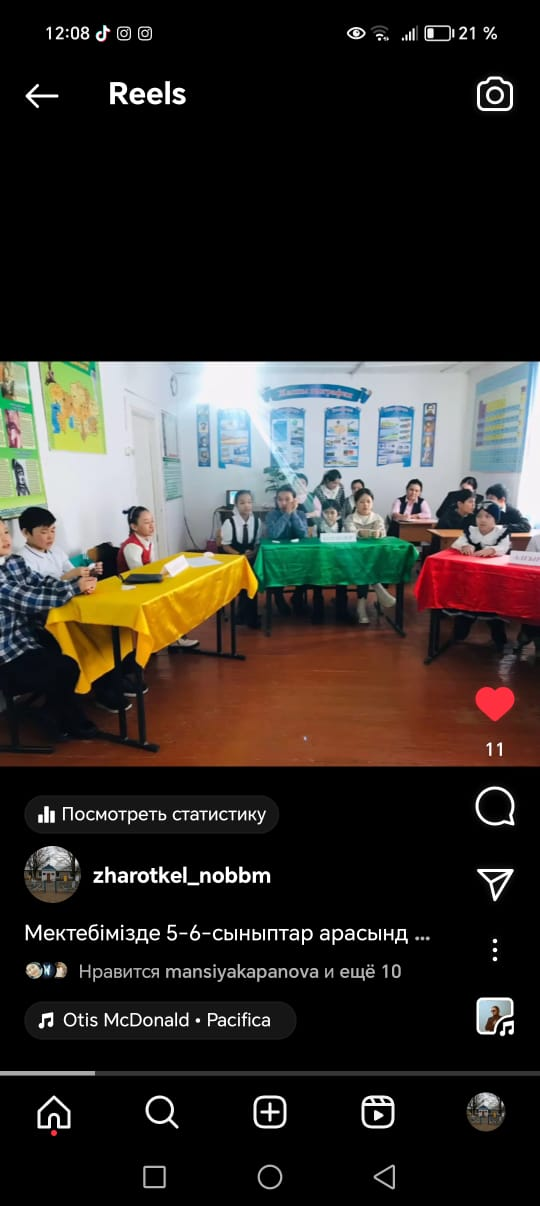 12:08
21 %
Reels
11
Посмотреть статистику
zharotkel_nobbm
Мектебімізде 5-6-сыныптар арасынд ...
Нравится mansiyakapanova и ещё 10
Otis McDonald • Pacifica